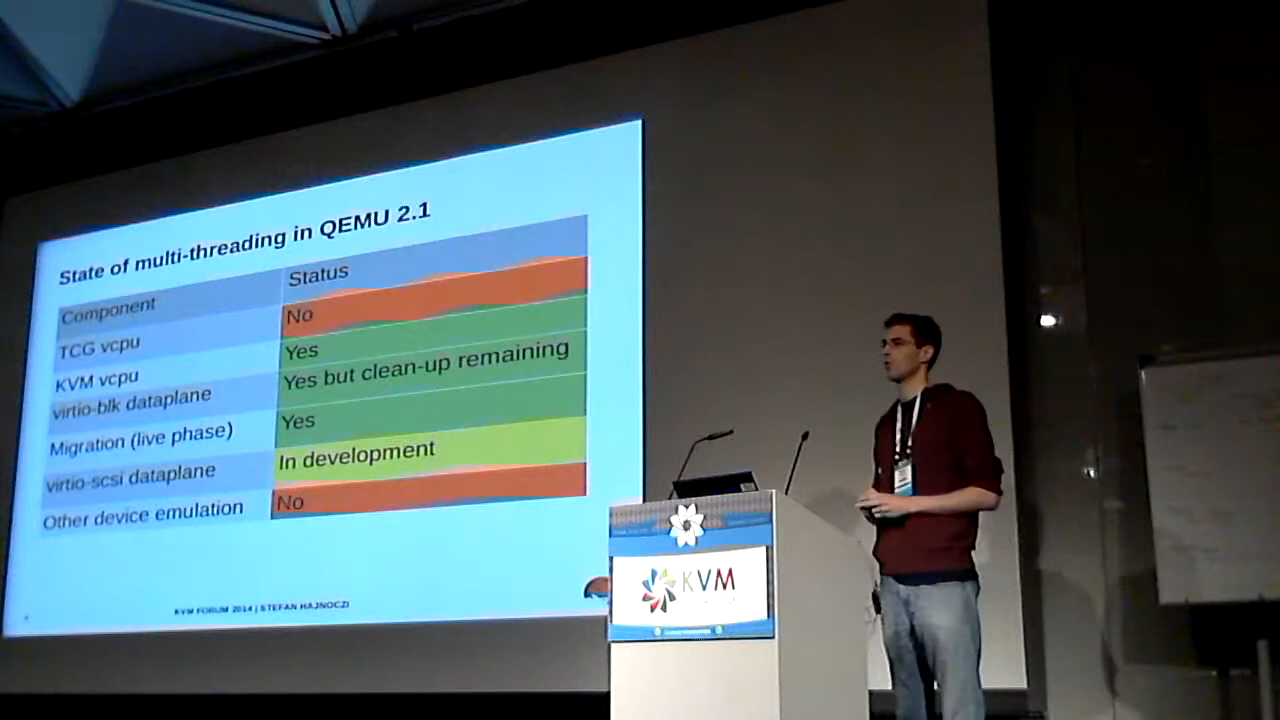 State of multi-threading in QEMU 2.1
Component Status
TCG vcpu No
KVM vcpu Yes
virtio-blk dataplane Yes but clean-up remaining
Migration (live phase) Yes
virtio-scsi dataplane In development
Other device emulation No
KVM FORUM 2014 | STEFAN HAJNOCZI
KVM